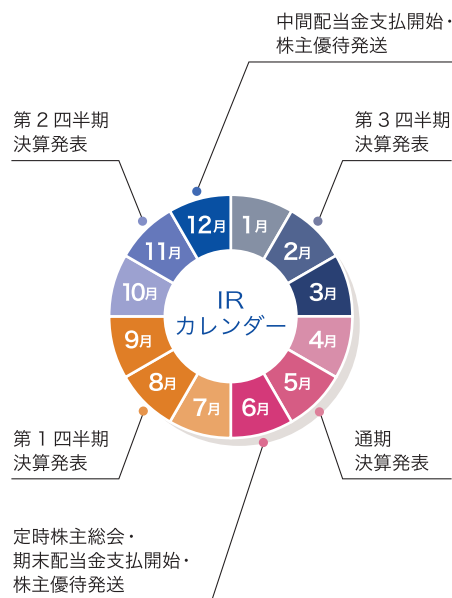 中間配当金支払開始・
株主優待発送
第2四半期
決算発表
第3四半期
決算発表
12月
1月
11月
2月
10月
3月
IR
カレンダー
9月
4月
8月
5月
7月
6月
第1四半期
決算発表
通期
決算発表
定時株主総会・
期末配当金支払開始・
株主優待発送